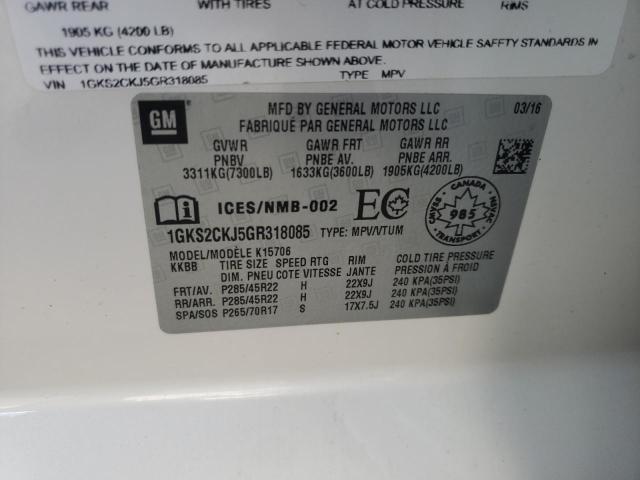 GAWR REAR WITH TIRES AT COLD PRESSURE RIMS
1905 KG (4200 LB)
THIS VEHICLE CONFORMS TO ALL APPLICABLE FEDERAL MOTOR VEHICLE SAFETY STANDARDS IN
EFFECT ON THE DATE OF MANUFACTURE SHOWN ABOVE.
VIN 1GKS2CKJ5GR318085 TYPE MPV
GM
MFD BY GENERAL MOTORS LLC 03/16
FABRIQUÉ PAR GENERAL MOTORS LLC
GVWR GAWR FRT GAWR RR
PNBV PNBE AV. PNBE ARR.
3311KG(7300LB) 1633KG(3600LB) 1905KG(4200LB)
i ICES/NMB-002 EC
CANADA
985
MVSA NSVAC
1GKS2CKJ5GR318085 TYPE: MPV/VTUM
MODEL/MODÈLE K15706
KKBB TIRE SIZE SPEED RTG RIM COLD TIRE PRESSURE
DIM. PNEU COTE VITESSE JANTE PRESSION À FROID
FRT/AV. P285/45R22 H 22X9J 240 KPA(35PSI)
RR/ARR. P285/45R22 H 22X9J 240 KPA(35PSI)
SPA/SOS P265/70R17 S 17X7.5J 240 KPA(35PSI)